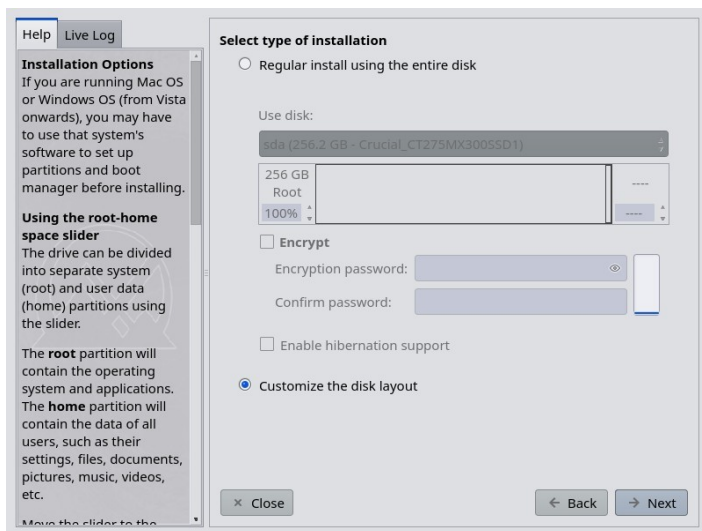 Help
Live Log
Installation Options
If you are running Mac OS
or Windows OS (from Vista
onwards), you may have
to use that system's
software to set up
partitions and boot
manager before installing.
Using the root-home
space slider
The drive can be divided
into separate system
(root) and user data
(home) partitions using
the slider.
The root partition will
contain the operating
system and applications.
The home partition will
contain the data of all
users, such as their
settings, files, documents,
pictures, music, videos,
etc.
Move the slider to the
Select type of installation
Regular install using the entire disk
Use disk:
sda (256.2 GB - Crucial_CT275MX300SSD1)
256 GB
Root
100%
----
----
Encrypt
Encryption password:
Confirm password:
Enable hibernation support
Customize the disk layout
Close
Back
Next